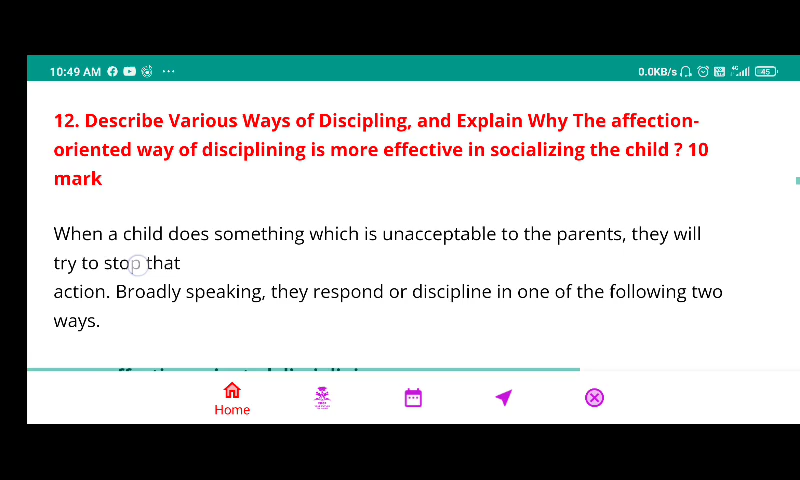 10:49 AM
0.0KB/s
4G
45
12. Describe Various Ways of Discipling, and Explain Why The affection-
oriented way of disciplining is more effective in socializing the child ? 10
mark
When a child does something which is unacceptable to the parents, they will
try to stop that
action. Broadly speaking, they respond or discipline in one of the following two
ways.
Home